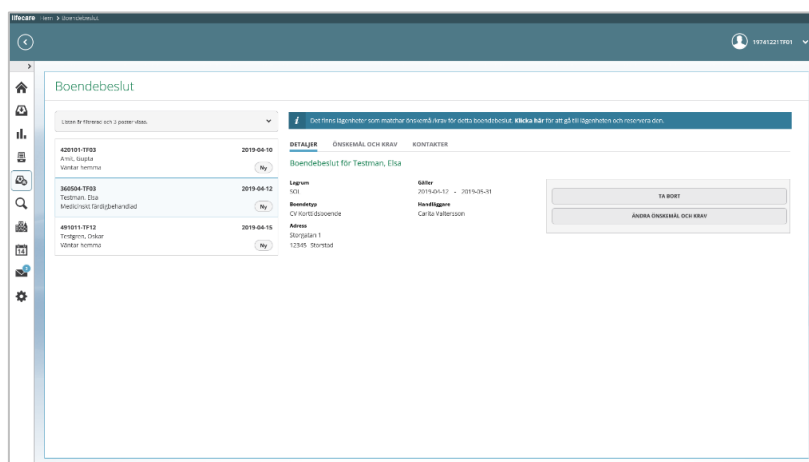 lifecare Hem > Boendebeslut
19741221TF01
Boendebeslut
Listan är filtrerad och 3 poster visas.
i Det finns lägenheter som matchar önskemål/krav för detta boendebeslut. Klicka här för att gå till lägenheten och reservera den.
420101-TF03 2019-04-10
Amit, Gupta
Väntar hemma Ny
360504-TF03 2019-04-12
Testman, Elsa
Medicinskt färdigbehandlad Ny
491011-TF12 2019-04-15
Testgren, Oskar
Väntar hemma Ny
DETALJER ÖNSKEMÅL OCH KRAV KONTAKTER
Boendebeslut för Testman, Elsa
Lagrum Gäller
SOL 2019-04-12 - 2019-05-31
Boendetyp Handläggare
CV Korttidsboende Carita Valtersson
Adress
Storgatan 1
12345 Storstad
TA BORT
ÄNDRA ÖNSKEMÅL OCH KRAV
14